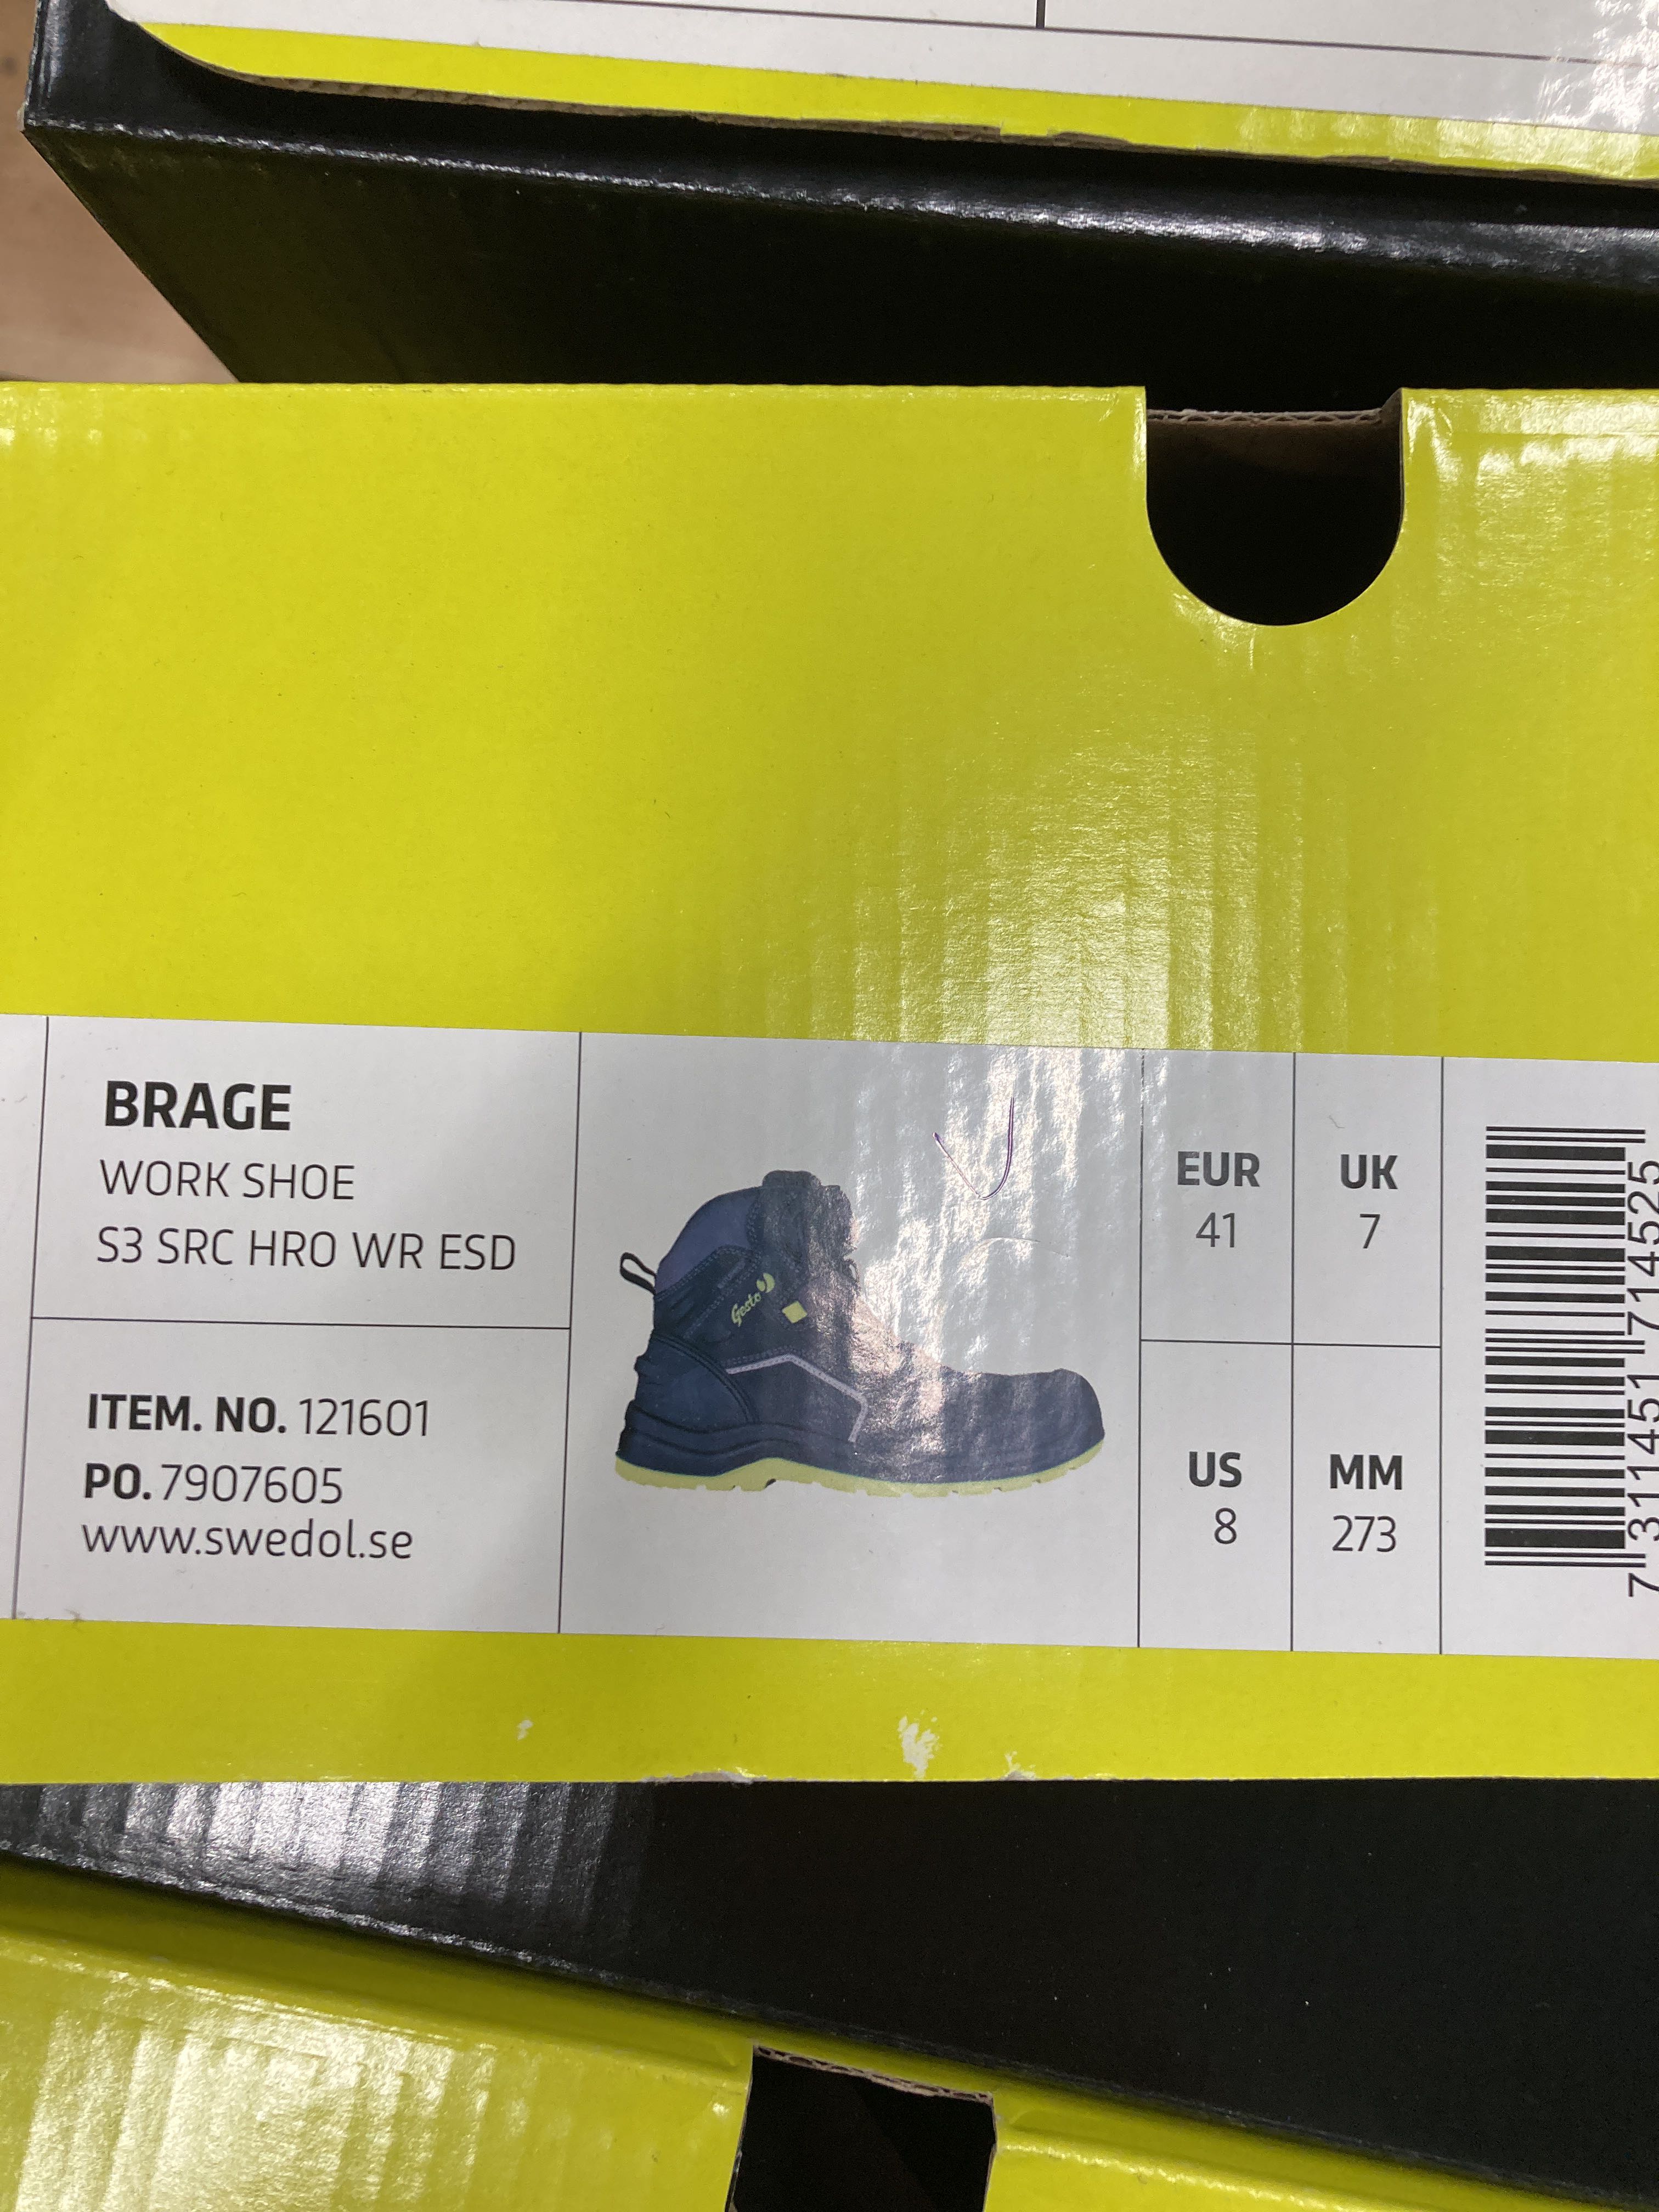 BRAGE
WORK SHOE
S3 SRC HRO WR ESD
ITEM. NO. 121601
PO. 7907605
www.swedol.se
Gesto
EUR
41
UK
7
US
8
MM
273
7 311451 714525